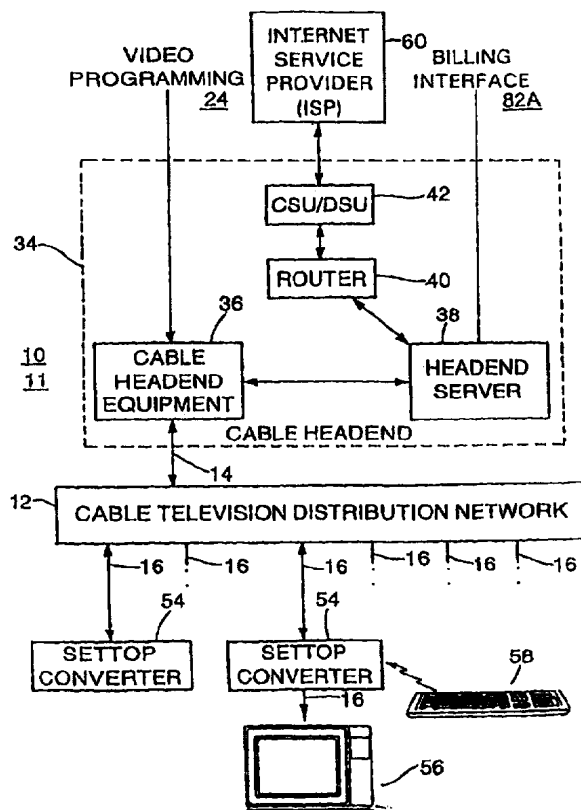 VIDEO
PROGRAMMING
24
INTERNET
SERVICE
PROVIDER
(ISP)
60
BILLING
INTERFACE
82A
34
CSU/DSU
42
ROUTER
40
36
38
10
11
CABLE
HEADEND
EQUIPMENT
HEADEND
SERVER
CABLE HEADEND
14
12
CABLE TELEVISION DISTRIBUTION NETWORK
16
16
16
16
16
16
54
54
SETTOP
CONVERTER
SETTOP
CONVERTER
58
16
56